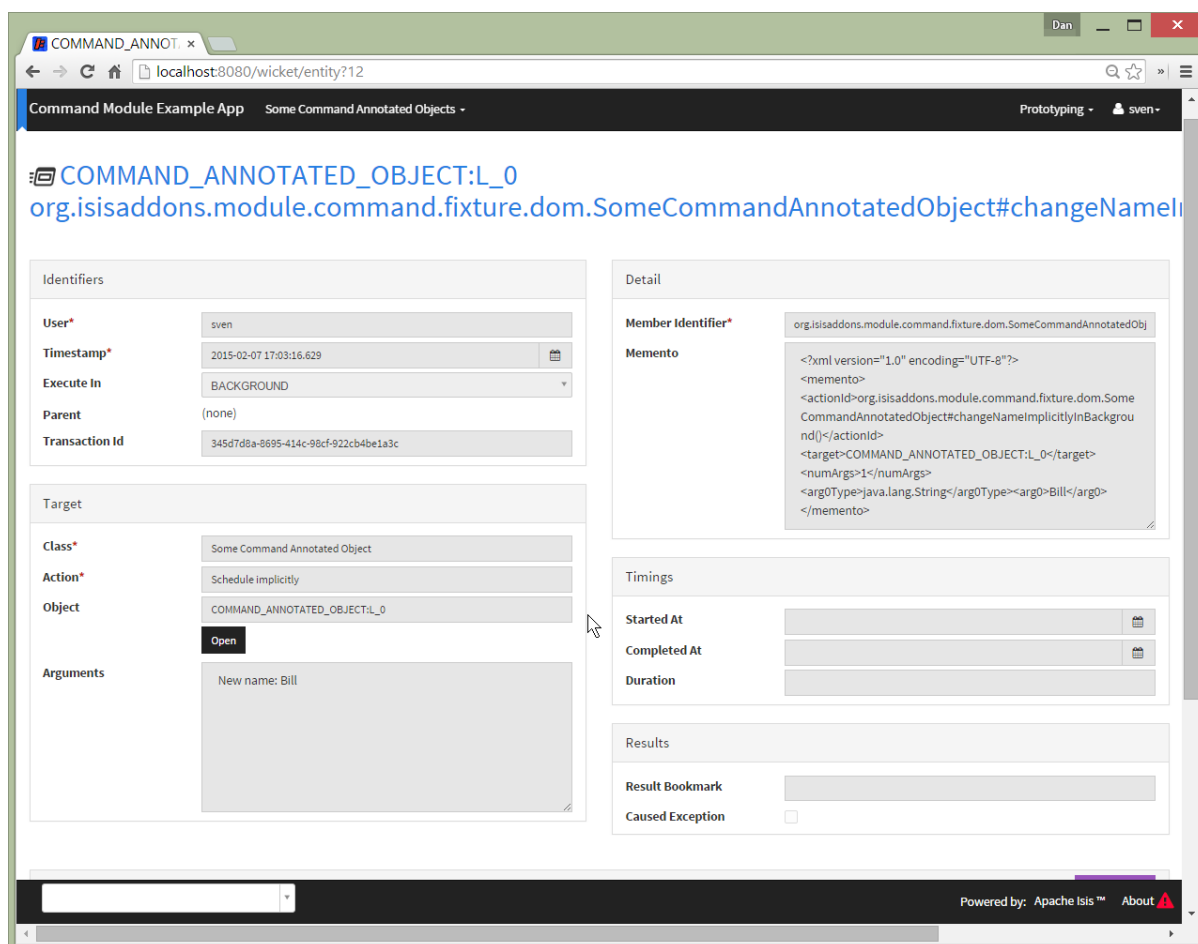 Dan
COMMAND_ANNOT
localhost:8080/wicket/entity?12
Command Module Example App Some Command Annotated Objects Prototyping sven
COMMAND_ANNOTATED_OBJECT:L_0
org.isisaddons.module.command.fixture.dom.SomeCommandAnnotatedObject#changeNameI
Identifiers
User* sven
Timestamp* 2015-02-07 17:03:16.629
Execute In BACKGROUND
Parent (none)
Transaction Id 345d7d8a-8695-414c-98cf-922cb4be1a3c
Target
Class* Some Command Annotated Object
Action* Schedule implicitly
Object COMMAND_ANNOTATED_OBJECT:L_0
Open
Arguments New name: Bill
Detail
Member Identifier* org.isisaddons.module.command.fixture.dom.SomeCommandAnnotatedObj
Memento <?xml version="1.0" encoding="UTF-8"?>
<memento>
<actionId>org.isisaddons.module.command.fixture.dom.Some
CommandAnnotatedObject#changeNameImplicitlyInBackgrou
nd()</actionId>
<target>COMMAND_ANNOTATED_OBJECT:L_0</target>
<numArgs>1</numArgs>
<arg0Type>java.lang.String</arg0Type><arg0>Bill</arg0>
</memento>
Timings
Started At
Completed At
Duration
Results
Result Bookmark
Caused Exception
Powered by: Apache Isis™ About